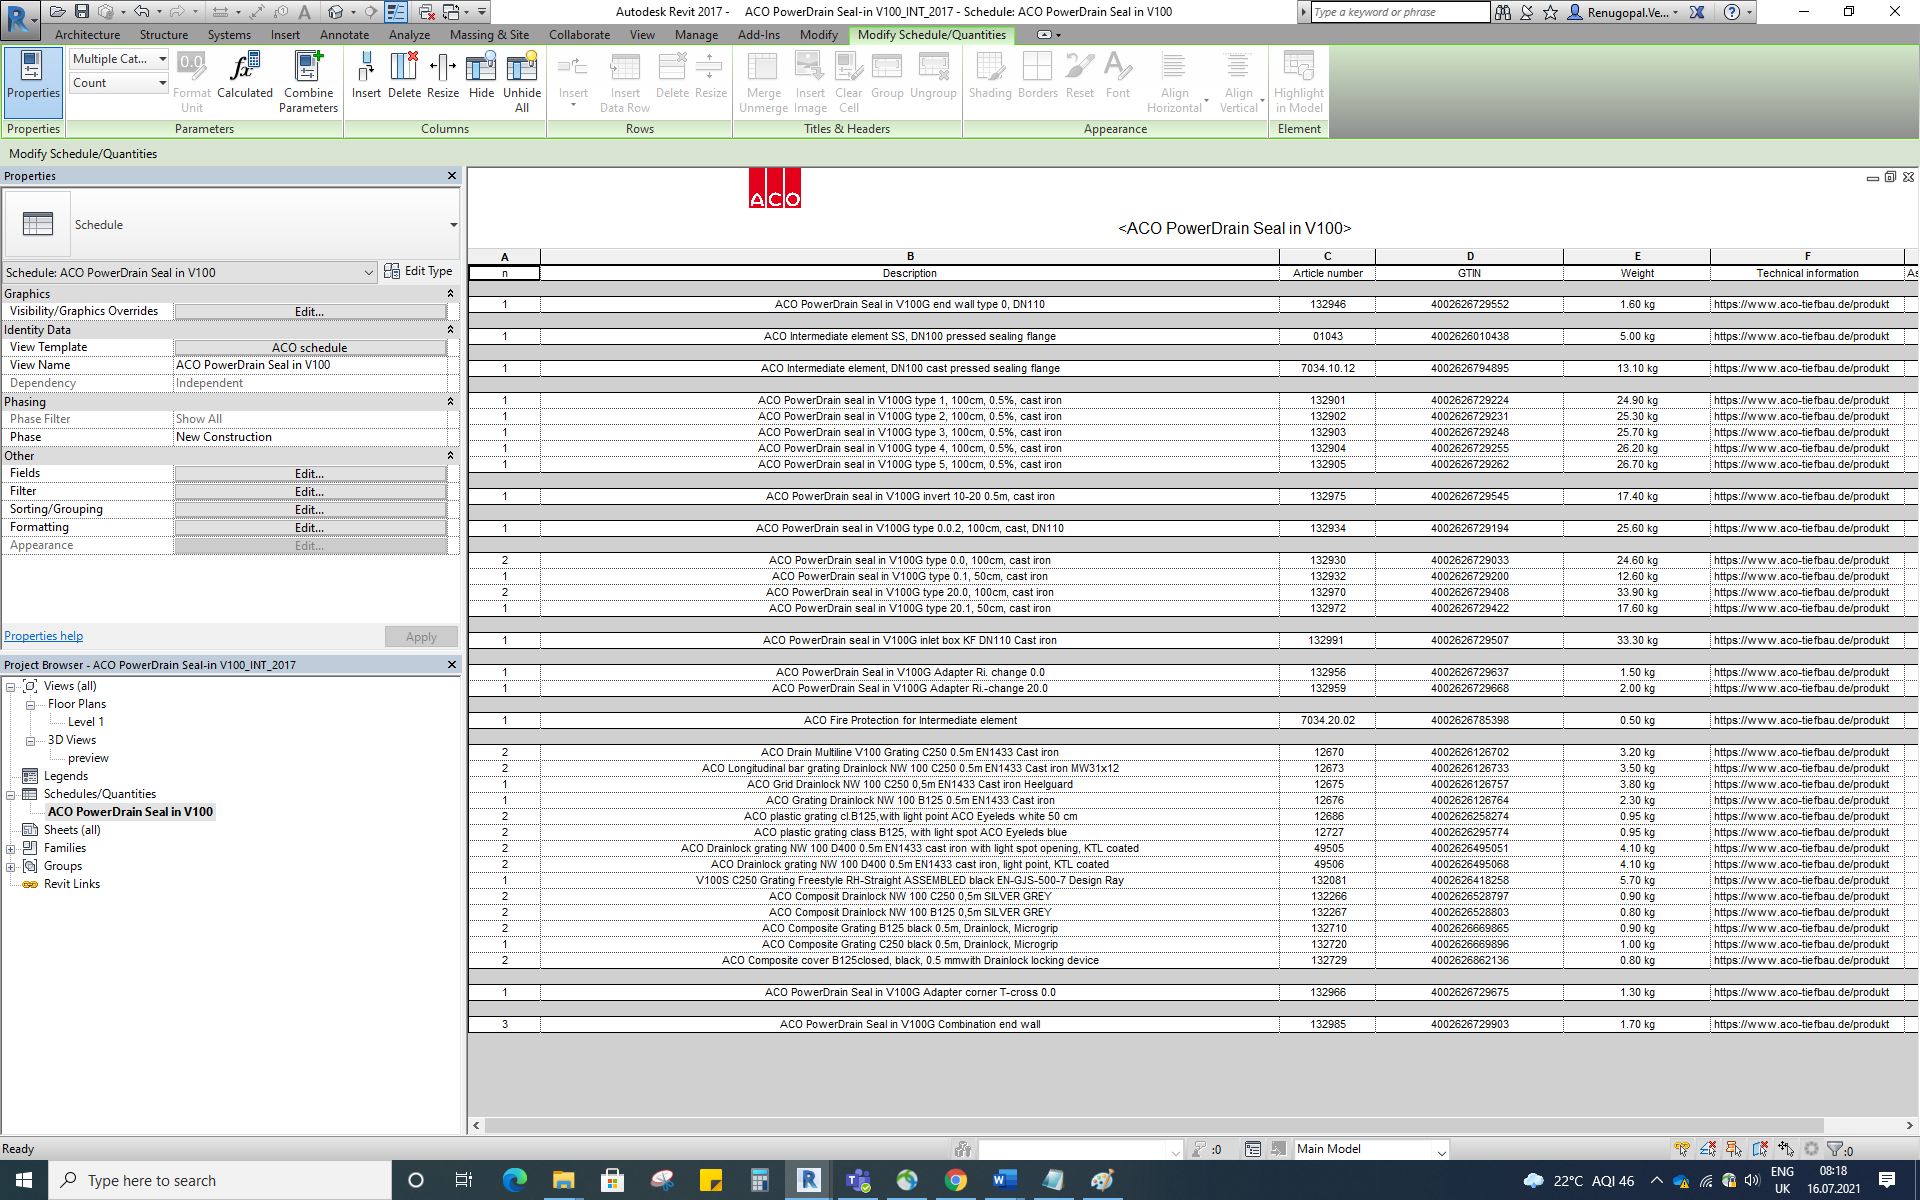 Autodesk Revit 2017 - ACO PowerDrain Seal-in V100_INT_2017 - Schedule: ACO PowerDrain Seal in V100
Type a keyword or phrase
Renugopal.Ve...
Architecture Structure Systems Insert Annotate Analyze Massing & Site Collaborate View Manage Add-Ins Modify Modify Schedule/Quantities
Properties
Multiple Cat...
Count
Format Unit
Calculated
Combine Parameters
Insert Delete Resize Hide Unhide All
Insert
Insert Data Row
Delete Resize
Merge Unmerge
Insert Image
Clear Cell
Group Ungroup
Shading Borders Reset Font
Align Horizontal
Align Vertical
Highlight in Model
Properties Parameters Columns Rows Titles & Headers Appearance Element
Modify Schedule/Quantities
Properties
Schedule
Schedule: ACO PowerDrain Seal in V100
Edit Type
Graphics
Visibility/Graphics Overrides Edit...
Identity Data
View Template ACO schedule
View Name ACO PowerDrain Seal in V100
Dependency Independent
Phasing
Phase Filter Show All
Phase New Construction
Other
Fields Edit...
Filter Edit...
Sorting/Grouping Edit...
Formatting Edit...
Appearance Edit...
Properties help
Apply
Project Browser - ACO PowerDrain Seal-in V100_INT_2017
Views (all)
Floor Plans
Level 1
3D Views
preview
Legends
Schedules/Quantities
ACO PowerDrain Seal in V100
Sheets (all)
Families
Groups
Revit Links
ACO
<ACO PowerDrain Seal in V100>
A B C D E F
n Description Article number GTIN Weight Technical information As
1 ACO PowerDrain Seal in V100G end wall type 0, DN110 132946 4002626729552 1.60 kg https://www.aco-tiefbau.de/produkt
1 ACO Intermediate element SS, DN100 pressed sealing flange 01043 4002626010438 5.00 kg https://www.aco-tiefbau.de/produkt
1 ACO Intermediate element, DN100 cast pressed sealing flange 7034.10.12 4002626794895 13.10 kg https://www.aco-tiefbau.de/produkt
1 ACO PowerDrain seal in V100G type 1, 100cm, 0.5%, cast iron 132901 4002626729224 24.90 kg https://www.aco-tiefbau.de/produkt
1 ACO PowerDrain seal in V100G type 2, 100cm, 0.5%, cast iron 132902 4002626729231 25.30 kg https://www.aco-tiefbau.de/produkt
1 ACO PowerDrain seal in V100G type 3, 100cm, 0.5%, cast iron 132903 4002626729248 25.70 kg https://www.aco-tiefbau.de/produkt
1 ACO PowerDrain seal in V100G type 4, 100cm, 0.5%, cast iron 132904 4002626729255 26.20 kg https://www.aco-tiefbau.de/produkt
1 ACO PowerDrain seal in V100G type 5, 100cm, 0.5%, cast iron 132905 4002626729262 26.70 kg https://www.aco-tiefbau.de/produkt
1 ACO PowerDrain seal in V100G invert 10-20 0.5m, cast iron 132975 4002626729545 17.40 kg https://www.aco-tiefbau.de/produkt
1 ACO PowerDrain seal in V100G type 0.0.2, 100cm, cast, DN110 132934 4002626729194 25.60 kg https://www.aco-tiefbau.de/produkt
2 ACO PowerDrain seal in V100G type 0.0, 100cm, cast iron 132930 4002626729033 24.60 kg https://www.aco-tiefbau.de/produkt
1 ACO PowerDrain seal in V100G type 0.1, 50cm, cast iron 132932 4002626729200 12.60 kg https://www.aco-tiefbau.de/produkt
2 ACO PowerDrain seal in V100G type 20.0, 100cm, cast iron 132970 4002626729408 33.90 kg https://www.aco-tiefbau.de/produkt
1 ACO PowerDrain seal in V100G type 20.1, 50cm, cast iron 132972 4002626729422 17.60 kg https://www.aco-tiefbau.de/produkt
1 ACO PowerDrain seal in V100G inlet box KF DN110 Cast iron 132991 4002626729507 33.30 kg https://www.aco-tiefbau.de/produkt
1 ACO PowerDrain Seal in V100G Adapter Ri. change 0.0 132956 4002626729637 1.50 kg https://www.aco-tiefbau.de/produkt
1 ACO PowerDrain Seal in V100G Adapter Ri.-change 20.0 132959 4002626729668 2.00 kg https://www.aco-tiefbau.de/produkt
1 ACO Fire Protection for Intermediate element 7034.20.02 4002626785398 0.50 kg https://www.aco-tiefbau.de/produkt
2 ACO Drain Multiline V100 Grating C250 0.5m EN1433 Cast iron 12670 4002626126702 3.20 kg https://www.aco-tiefbau.de/produkt
2 ACO Longitudinal bar grating Drainlock NW 100 C250 0.5m EN1433 Cast iron MW31x12 12673 4002626126733 3.50 kg https://www.aco-tiefbau.de/produkt
1 ACO Grid Drainlock NW 100 C250 0,5m EN1433 Cast iron Heelguard 12675 4002626126757 3.80 kg https://www.aco-tiefbau.de/produkt
1 ACO Grating Drainlock NW 100 B125 0.5m EN1433 Cast iron 12676 4002626126764 2.30 kg https://www.aco-tiefbau.de/produkt
2 ACO plastic grating cl.B125,with light point ACO Eyeleds white 50 cm 12686 4002626258274 0.95 kg https://www.aco-tiefbau.de/produkt
2 ACO plastic grating class B125, with light spot ACO Eyeleds blue 12727 4002626295774 0.95 kg https://www.aco-tiefbau.de/produkt
2 ACO Drainlock grating NW 100 D400 0.5m EN1433 cast iron with light spot opening, KTL coated 49505 4002626495051 4.10 kg https://www.aco-tiefbau.de/produkt
2 ACO Drainlock grating NW 100 D400 0.5m EN1433 cast iron, light point, KTL coated 49506 4002626495068 4.10 kg https://www.aco-tiefbau.de/produkt
1 V100S C250 Grating Freestyle RH-Straight ASSEMBLED black EN-GJS-500-7 Design Ray 132081 4002626418258 5.70 kg https://www.aco-tiefbau.de/produkt
2 ACO Composit Drainlock NW 100 C250 0,5m SILVER GREY 132266 4002626528797 0.90 kg https://www.aco-tiefbau.de/produkt
2 ACO Composit Drainlock NW 100 B125 0,5m SILVER GREY 132267 4002626528803 0.80 kg https://www.aco-tiefbau.de/produkt
2 ACO Composite Grating B125 black 0.5m, Drainlock, Microgrip 132710 4002626669865 0.90 kg https://www.aco-tiefbau.de/produkt
1 ACO Composite Grating C250 black 0.5m, Drainlock, Microgrip 132720 4002626669896 1.00 kg https://www.aco-tiefbau.de/produkt
2 ACO Composite cover B125closed, black, 0.5 mmwith Drainlock locking device 132729 4002626862136 0.80 kg https://www.aco-tiefbau.de/produkt
1 ACO PowerDrain Seal in V100G Adapter corner T-cross 0.0 132966 4002626729675 1.30 kg https://www.aco-tiefbau.de/produkt
3 ACO PowerDrain Seal in V100G Combination end wall 132985 4002626729903 1.70 kg https://www.aco-tiefbau.de/produkt
Ready
:0
Main Model
:0
Type here to search
22°C AQI 46
ENG
UK
08:18
16.07.2021